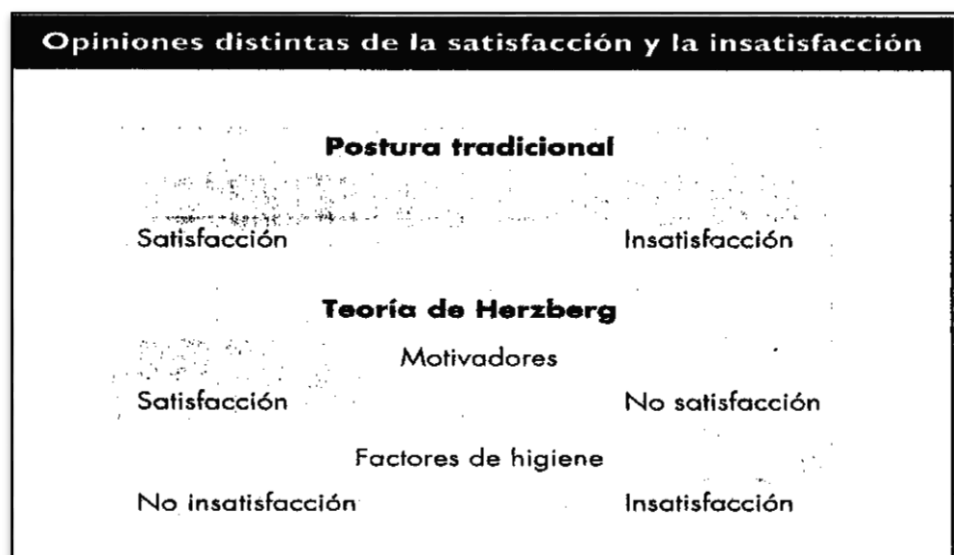 Opiniones distintas de la satisfacción y la insatisfacción
Postura tradicional
Satisfacción Insatisfacción
Teoría de Herzberg
Motivadores
Satisfacción No satisfacción
Factores de higiene
No insatisfacción Insatisfacción